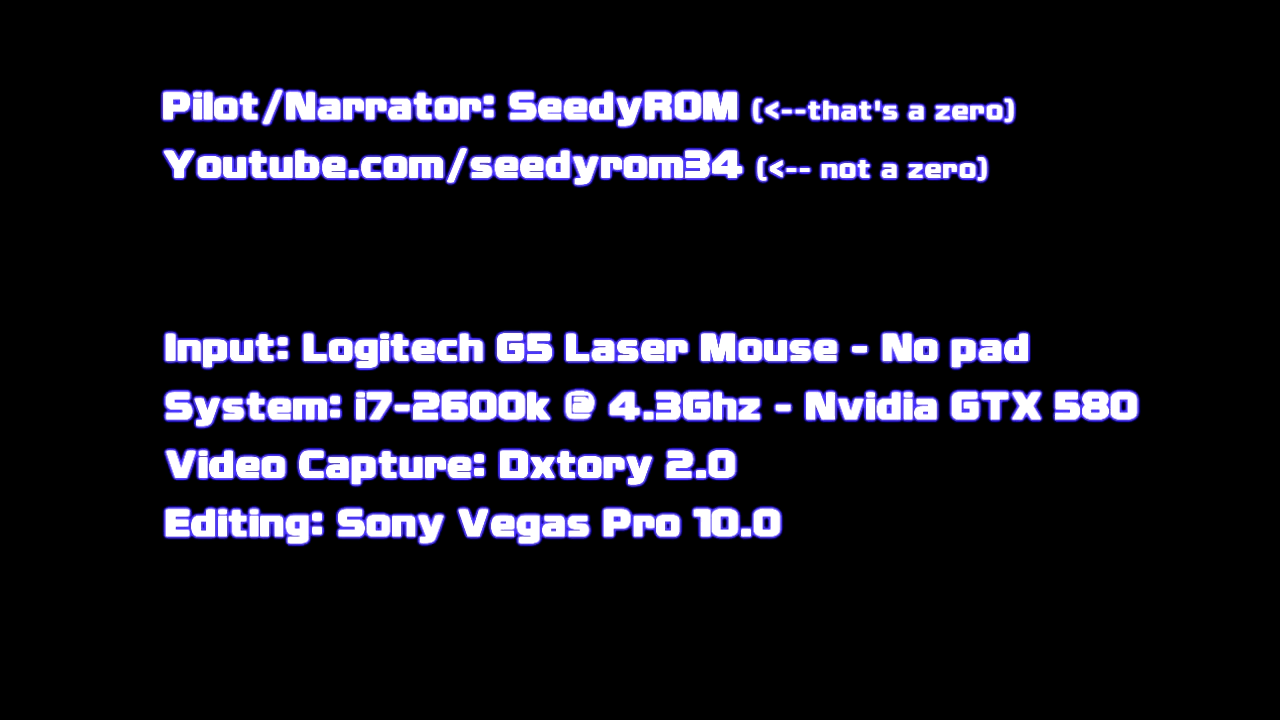 Pilot/Narrator: SeedyR0M (<--that's a zero)
Youtube.com/seedyrom34 (<-- not a zero)
Input: Logitech G5 Laser Mouse - No pad
System: i7-2600k @ 4.3Ghz - Nvidia GTX 580
Video Capture: Dxtory 2.0
Editing: Sony Vegas Pro 10.0